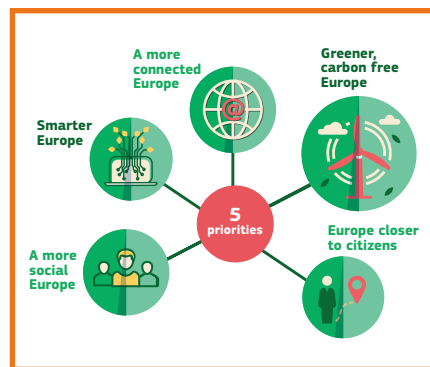 A more
connected
Europe
Greener,
carbon free
Europe
Smarter
Europe
@
5
priorities
A more
social
Europe
Europe closer
to citizens